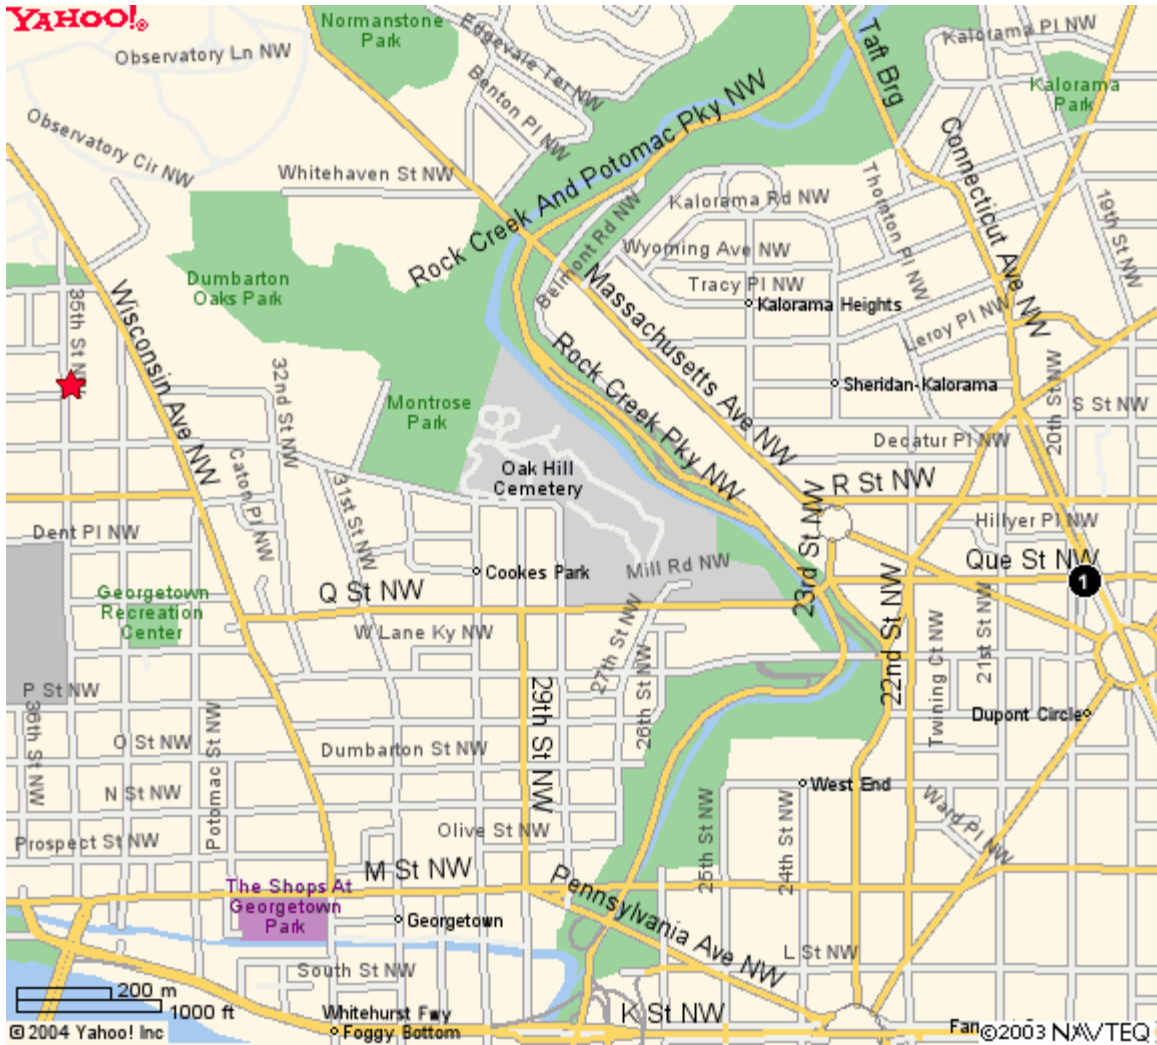 YAHOO!®
Normanstone
Park
Observatory Ln NW
Edgevale Ter NW
Benton Pl NW
Taft Brg
Kalorama Pl NW
Kalorama
Park
Observatory Cir NW
Whitehaven St NW
Rock Creek And Potomac Pky NW
Connecticut Ave NW
Thornton Pl NW
19th St NW
Kalorama Rd NW
Belmont Rd NW
Wyoming Ave NW
Dumbarton
Oaks Park
35th St NW
Wisconsin Ave NW
Massachusetts Ave NW
Tracy Pl NW
Kalorama Heights
Leroy Pl NW
32nd St NW
Rock Creek Pky NW
Sheridan-Kalorama
20th St NW
S St NW
Montrose
Park
Decatur Pl NW
Caton Pl NW
31st St NW
Oak Hill
Cemetery
R St NW
Hillyer Pl NW
Dent Pl NW
23rd St NW
Que St NW
1
Mill Rd NW
Cookes Park
Georgetown
Recreation
Center
Q St NW
22nd St NW
W Lane Ky NW
27th St NW
26th St NW
Twining Ct NW
21st St NW
P St NW
36th St NW
29th St NW
Dupont Circle
O St NW
Potomac St NW
Dumbarton St NW
West End
N St NW
Olive St NW
25th St NW
24th St NW
Ward Pl NW
Prospect St NW
M St NW
The Shops At
Georgetown
Park
Pennsylvania Ave NW
Georgetown
L St NW
South St NW
200 m
1000 ft
Whitehurst Fwy
K St NW
© 2004 Yahoo! Inc
Foggy Bottom
©2003 NAVTEQ